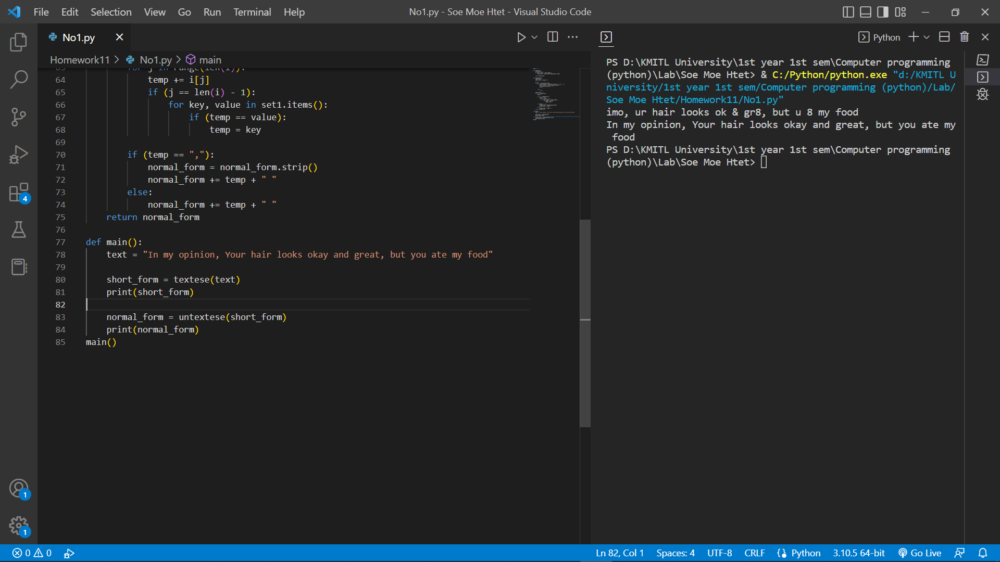 File Edit Selection View Go Run Terminal Help
No1.py - Soe Moe Htet - Visual Studio Code
No1.py
Python
Homework11 > No1.py > main
63 for j in range(len(i)):
64 temp += i[j]
65 if (j == len(i) - 1):
66 for key, value in set1.items():
67 if (temp == value):
68 temp = key
69
70 if (temp == ","):
71 normal_form = normal_form.strip()
72 normal_form += temp + " "
73 else:
74 normal_form += temp + " "
75 return normal_form
76
77 def main():
78 text = "In my opinion, Your hair looks okay and great, but you ate my food"
79
80 short_form = textese(text)
81 print(short_form)
82
83 normal_form = untextese(short_form)
84 print(normal_form)
85 main()
PS D:\KMITL University\1st year 1st sem\Computer programming
(python)\Lab\Soe Moe Htet> & C:/Python/python.exe "d:/KMITL U
niversity/1st year 1st sem/Computer programming (python)/Lab/
Soe Moe Htet/Homework11/No1.py"
imo, ur hair looks ok & gr8, but u 8 my food
In my opinion, Your hair looks okay and great, but you ate my
food
PS D:\KMITL University\1st year 1st sem\Computer programming
(python)\Lab\Soe Moe Htet>
4
1
1
0 0
Ln 82, Col 1 Spaces: 4 UTF-8 CRLF Python 3.10.5 64-bit Go Live